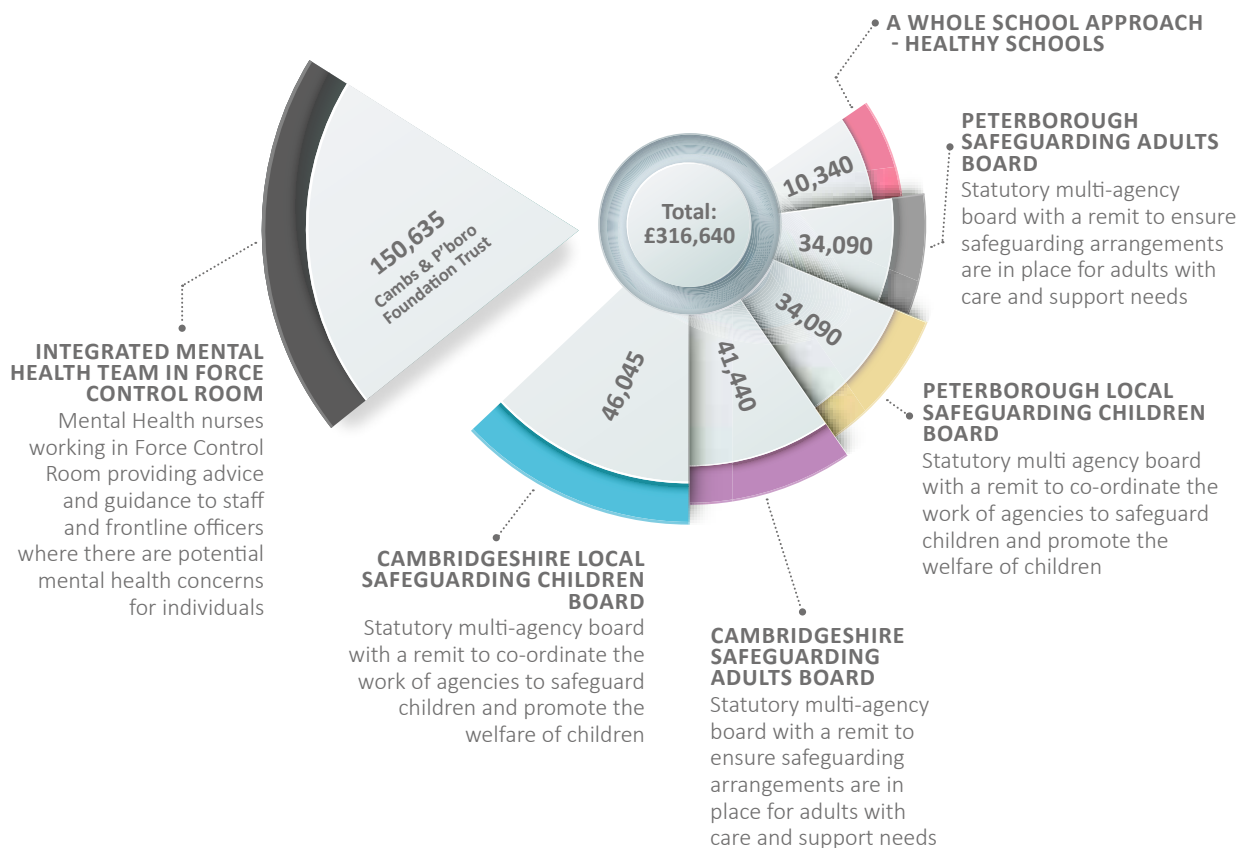 A WHOLE SCHOOL APPROACH
- HEALTHY SCHOOLS
10,340
PETERBOROUGH
SAFEGUARDING ADULTS
BOARD
Statutory multi-agency
board with a remit to ensure
safeguarding arrangements
are in place for adults with
care and support needs
34,090
Total:
£316,640
150,635
Cambs & P'boro
Foundation Trust
34,090
41,440
46,045
INTEGRATED MENTAL
HEALTH TEAM IN FORCE
CONTROL ROOM
Mental Health nurses
working in Force Control
Room providing advice
and guidance to staff
and frontline officers
where there are potential
mental health concerns
for individuals
PETERBOROUGH LOCAL
SAFEGUARDING CHILDREN
BOARD
Statutory multi agency board
with a remit to co-ordinate the
work of agencies to safeguard
children and promote the
welfare of children
CAMBRIDGESHIRE LOCAL
SAFEGUARDING CHILDREN
BOARD
Statutory multi-agency board
with a remit to co-ordinate the
work of agencies to safeguard
children and promote the
welfare of children
CAMBRIDGESHIRE
SAFEGUARDING
ADULTS BOARD
Statutory multi-agency
board with a remit to
ensure safeguarding
arrangements are in
place for adults with
care and support needs